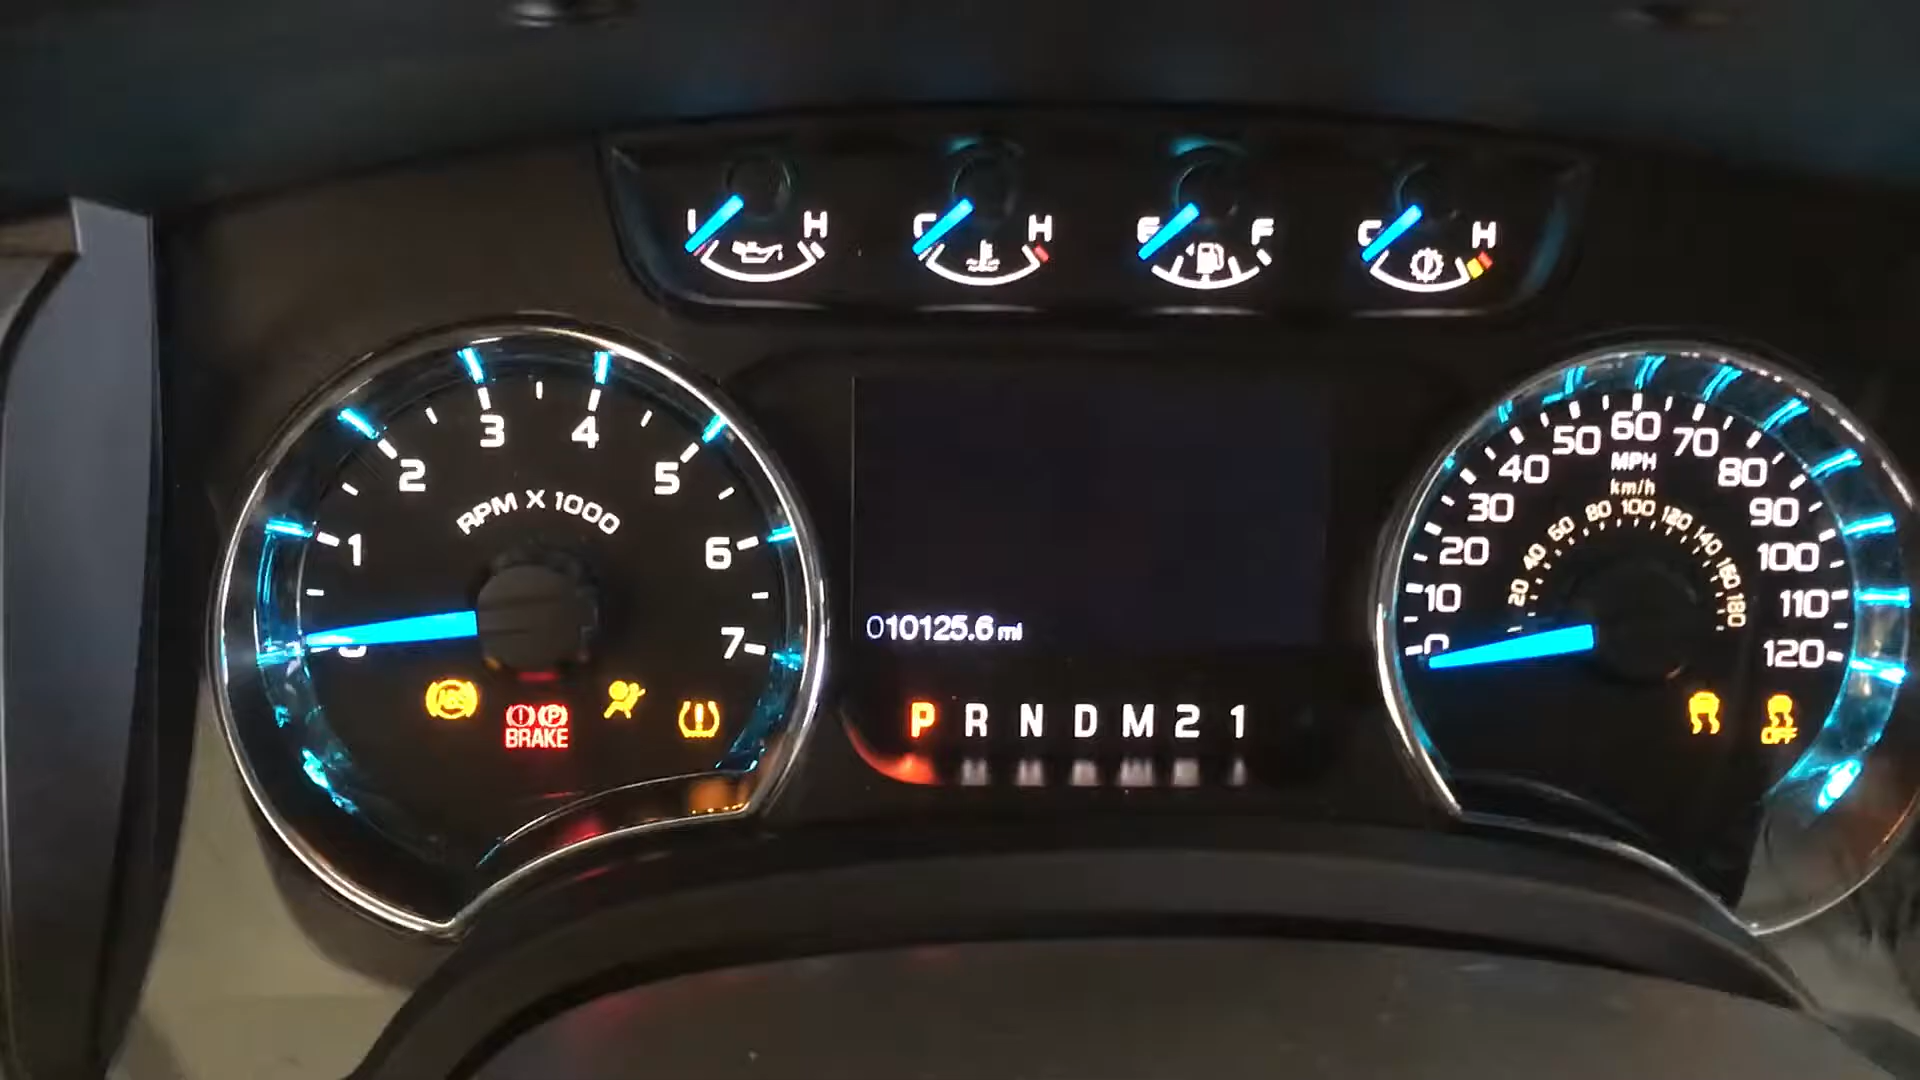 L H
C H
E F
C H
1 2 3 4 5 6 7
RPM X 1000
ABS
BRAKE
010125.6 mi
P R N D M 2 1
0 10 20 30 40 50 60 70 80 90 100 110 120
MPH
km/h
20 40 60 80 100 120 140 160 180
OFF